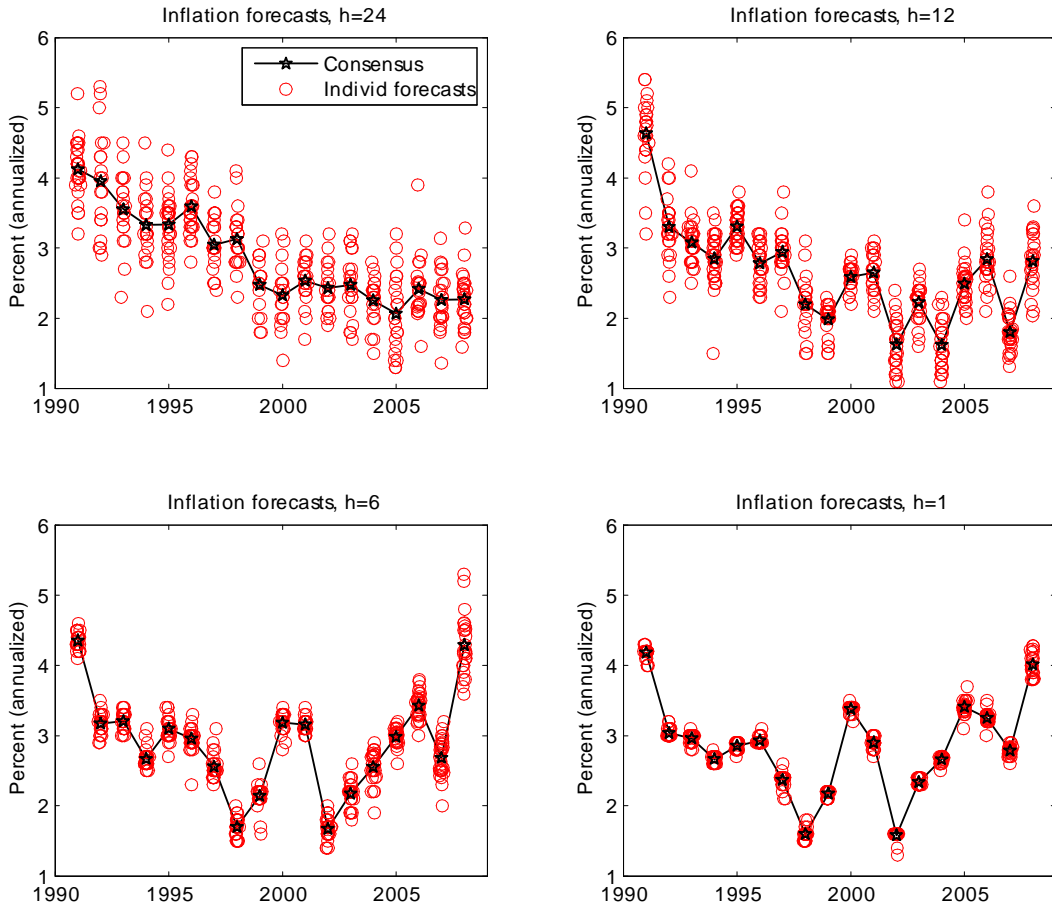 Inflation forecasts, h=24
Percent (annualized)
6
5
4
3
2
1
1990 1995 2000 2005
Consensus
Individ forecasts
Inflation forecasts, h=12
Percent (annualized)
6
5
4
3
2
1
1990 1995 2000 2005
Inflation forecasts, h=6
Percent (annualized)
6
5
4
3
2
1
1990 1995 2000 2005
Inflation forecasts, h=1
Percent (annualized)
6
5
4
3
2
1
1990 1995 2000 2005